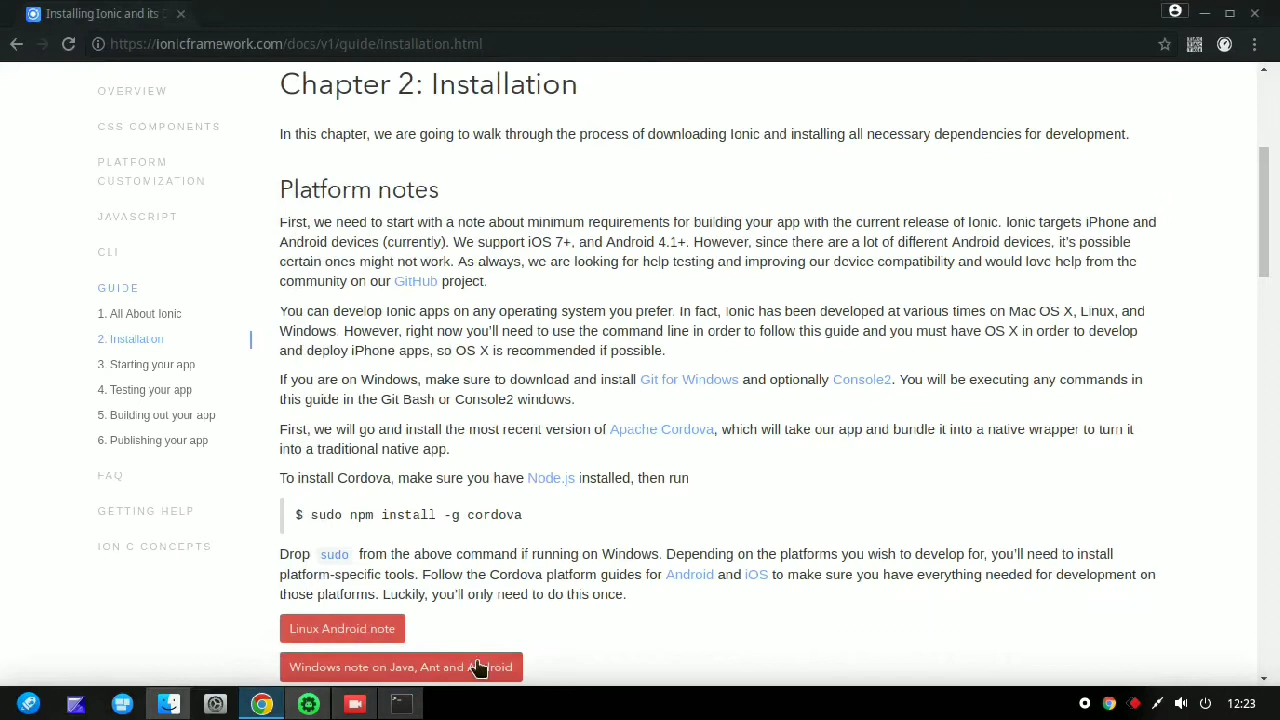 Installing Ionic and its
https://ionicframework.com/docs/v1/guide/installation.html
OVERVIEW
CSS COMPONENTS
PLATFORM
CUSTOMIZATION
JAVASCRIPT
CLI
GUIDE
1. All About Ionic
2. Installation
3. Starting your app
4. Testing your app
5. Building out your app
6. Publishing your app
FAQ
GETTING HELP
IONIC CONCEPTS
Chapter 2: Installation
In this chapter, we are going to walk through the process of downloading Ionic and installing all necessary dependencies for development.
Platform notes
First, we need to start with a note about minimum requirements for building your app with the current release of Ionic. Ionic targets iPhone and
Android devices (currently). We support iOS 7+, and Android 4.1+. However, since there are a lot of different Android devices, it's possible
certain ones might not work. As always, we are looking for help testing and improving our device compatibility and would love help from the
community on our GitHub project.
You can develop Ionic apps on any operating system you prefer. In fact, Ionic has been developed at various times on Mac OS X, Linux, and
Windows. However, right now you'll need to use the command line in order to follow this guide and you must have OS X in order to develop
and deploy iPhone apps, so OS X is recommended if possible.
If you are on Windows, make sure to download and install Git for Windows and optionally Console2. You will be executing any commands in
this guide in the Git Bash or Console2 windows.
First, we will go and install the most recent version of Apache Cordova, which will take our app and bundle it into a native wrapper to turn it
into a traditional native app.
To install Cordova, make sure you have Node.js installed, then run
$ sudo npm install -g cordova
Drop sudo from the above command if running on Windows. Depending on the platforms you wish to develop for, you'll need to install
platform-specific tools. Follow the Cordova platform guides for Android and iOS to make sure you have everything needed for development on
those platforms. Luckily, you'll only need to do this once.
Linux Android note
Windows note on Java, Ant and Android
12:23